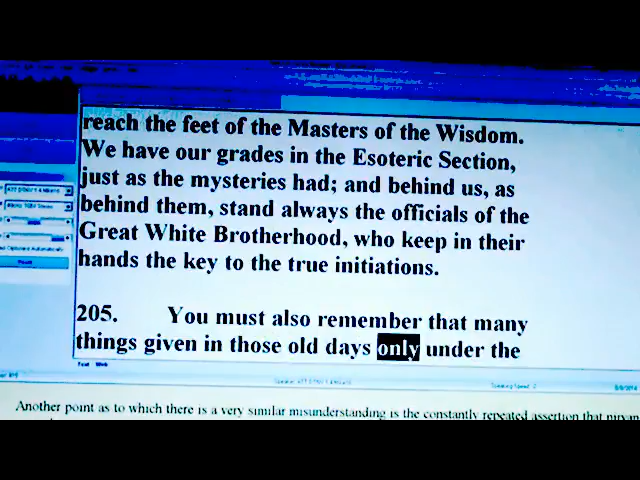 reach the feet of the Masters of the Wisdom.
We have our grades in the Esoteric Section,
just as the mysteries had; and behind us, as
behind them, stand always the officials of the
Great White Brotherhood, who keep in their
hands the key to the true initiations.
205. You must also remember that many
things given in those old days only under the
Another point as to which there is a very similar misunderstanding is the constantly repeated assertion that nirvan